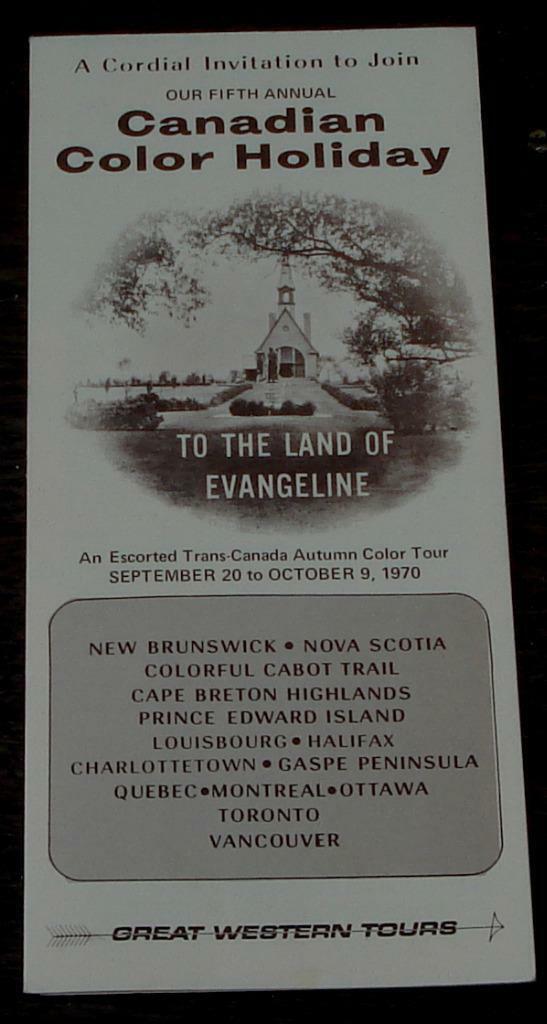 A Cordial Invitation to Join
OUR FIFTH ANNUAL
Canadian
Color Holiday
TO THE LAND OF
EVANGELINE
An Escorted Trans-Canada Autumn Color Tour
SEPTEMBER 20 to OCTOBER 9, 1970
NEW BRUNSWICK • NOVA SCOTIA
COLORFUL CABOT TRAIL
CAPE BRETON HIGHLANDS
PRINCE EDWARD ISLAND
LOUISBOURG • HALIFAX
CHARLOTTETOWN • GASPE PENINSULA
QUEBEC•MONTREAL•OTTAWA
TORONTO
VANCOUVER
GREAT WESTERN TOURS